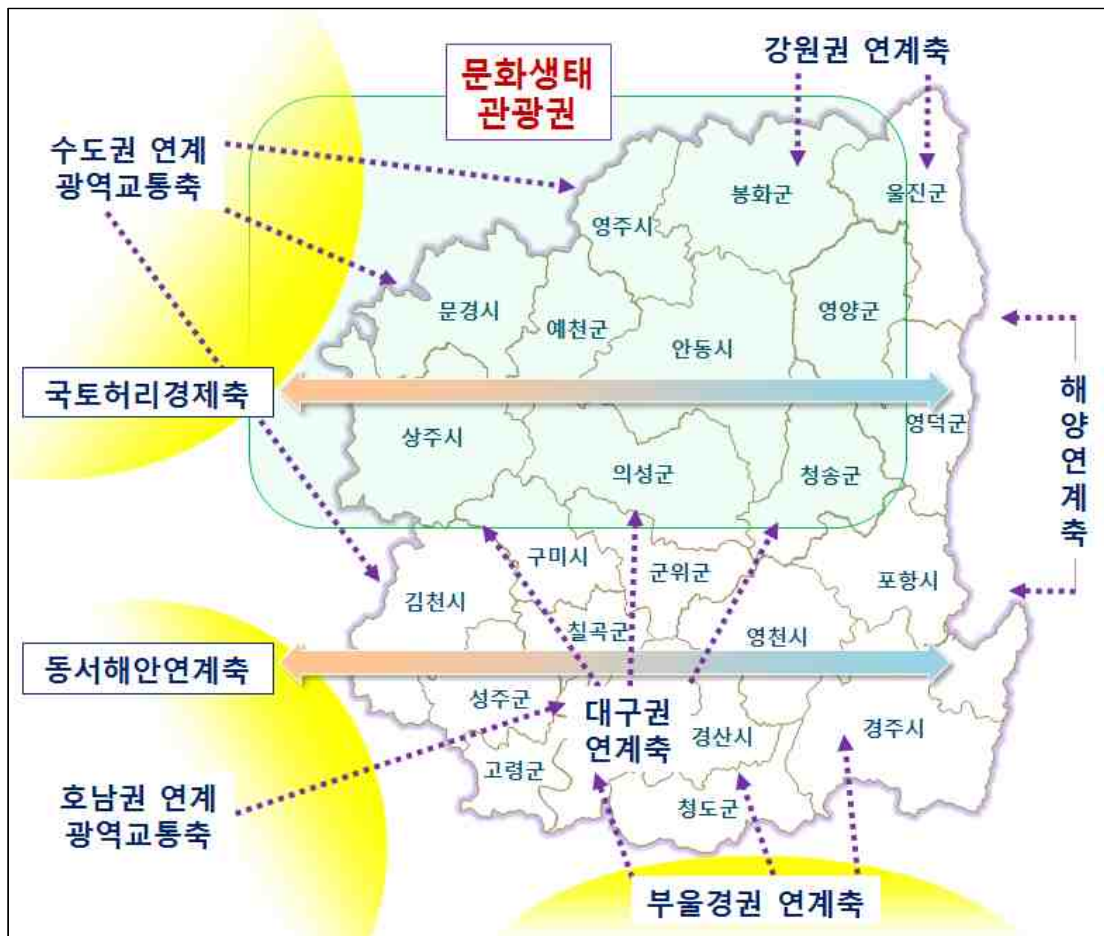 강원권 연계축
문화생태
관광권
수도권 연계
광역교통축
봉화군
울진군
영주시
문경시
예천군
영양군
안동시
국토허리경제축
해양연계축
상주시
영덕군
의성군
청송군
구미시
군위군
포항시
김천시
칠곡군
영천시
동서해안연계축
성주군
대구권
연계축
경산시
경주시
고령군
호남권 연계
광역교통축
청도군
부울경권 연계축